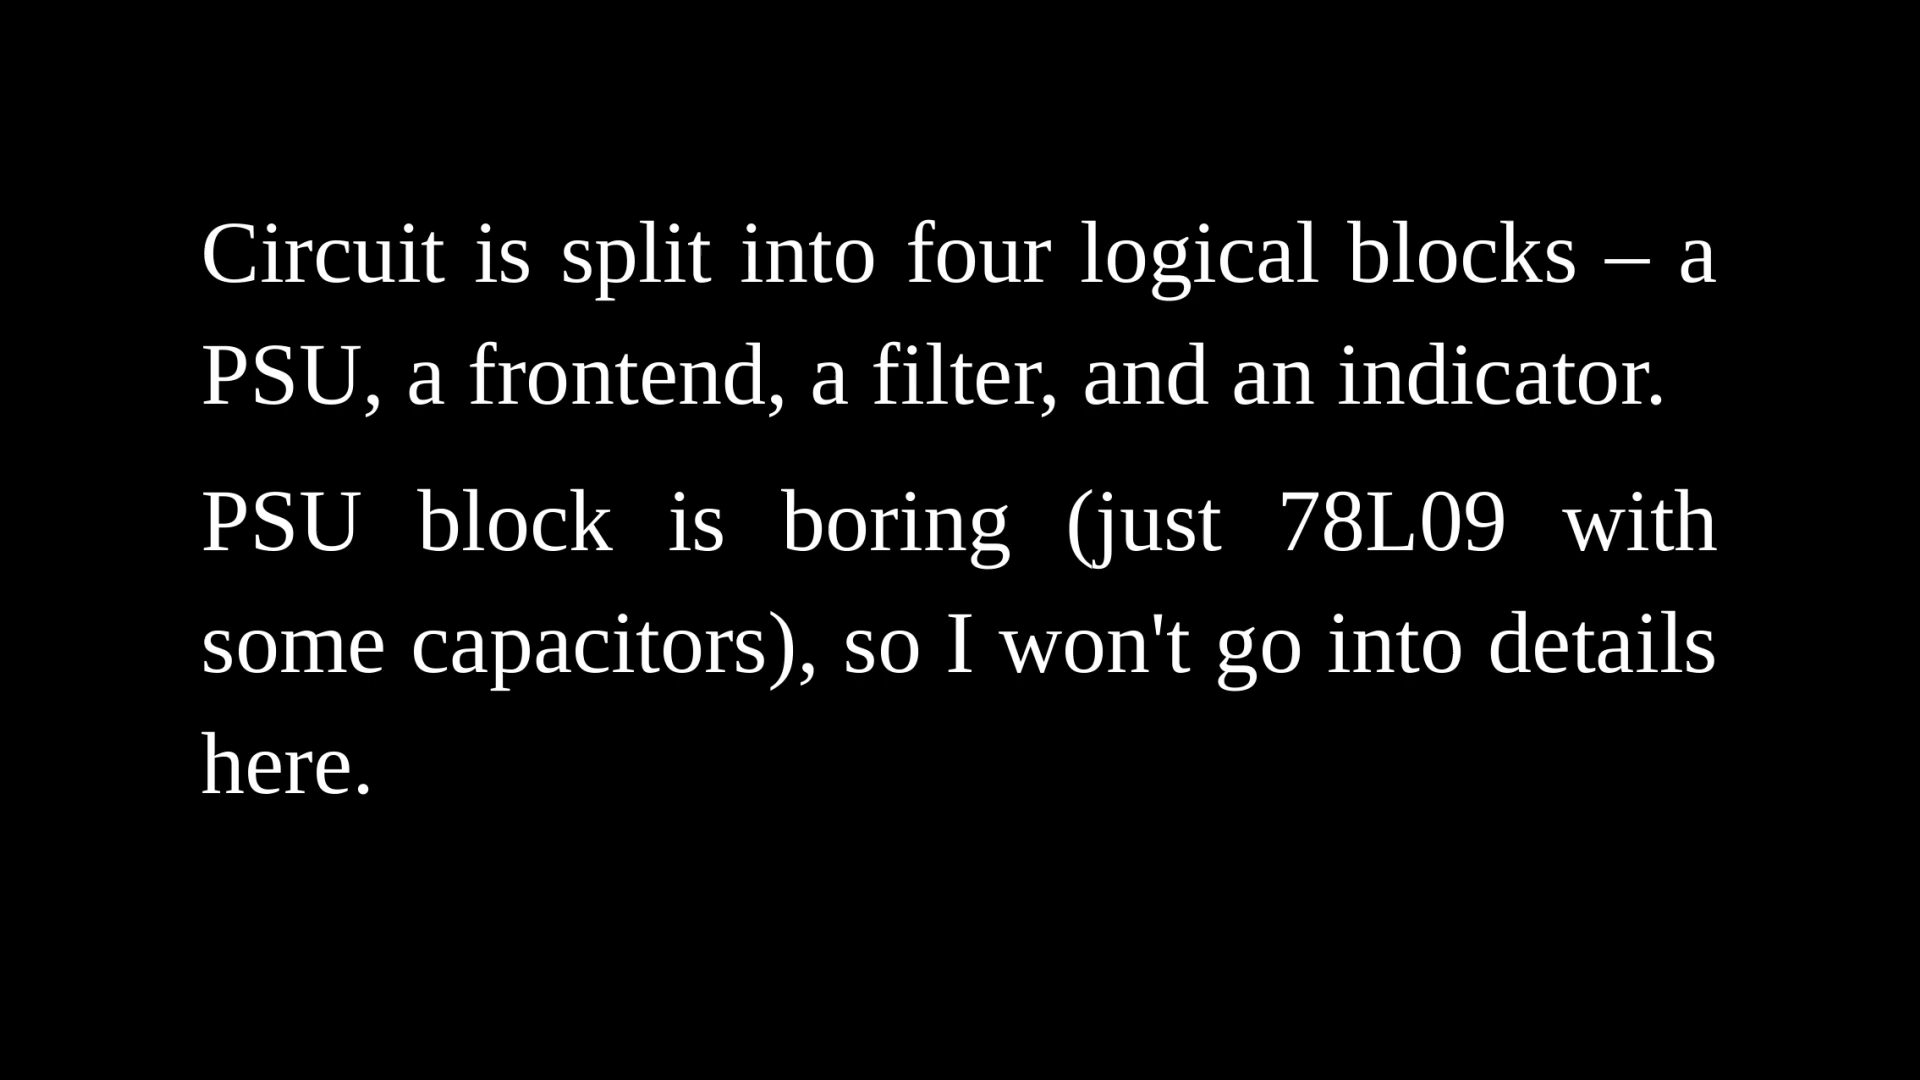 Circuit is split into four logical blocks – a
PSU, a frontend, a filter, and an indicator.
PSU block is boring (just 78L09 with
some capacitors), so I won't go into details
here.